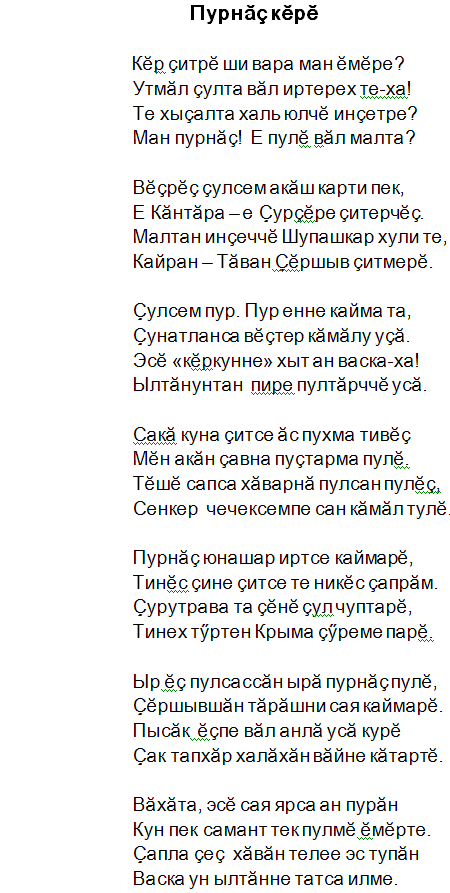 Пурнăç кěрě
Кěр çитрě ши вара ман ěмěре?
Утмăл çулта вăл иртерех те-ха!
Те хыçалта халь юлчě инçетре?
Ман пурнăç! Е пулě вăл малта?
Вěçрěç çулсем акăш карти пек,
Е Кăнтăра – е Çурçěре çитерчěç.
Малтан инçеччě Шупашкар хули те,
Кайран – Тăван Çěршыв çитмерě.
Çулсем пур. Пур енне кайма та,
Çунатланса вěçтер кăмăлу уçă.
Эсě «кěркунне» хыт ан васка-ха!
Ылтăнунтан пире пултăрччě усă.
Сакă куна çитсе ăс пухма тивěç
Мěн акăн çавна пуçтарма пулě.
Тěшě сапса хăварнă пулсан пулěç,
Сенкер чечексемпе сан кăмăл тулě.
Пурнăç юнашар иртсе каймарě,
Тинěс çине çитсе те никěс çапрăм.
Çурутрава та çěнě çул чуптарě,
Тинех тӳртен Крыма çӳреме парě.
Ыр ěç пулсассăн ырă пурнăç пулě,
Çěршывшăн тăрăшни сая каймарě.
Пысăк ěçпе вăл анлă усă курě
Çак тапхăр халăхăн вăйне кăтартě.
Вăхăта, эсě сая ярса ан пурăн
Кун пек самант тек пулмě ěмěрте.
Çапла çеç хăвăн телее эс тупăн
Васка ун ылтăнне татса илме.